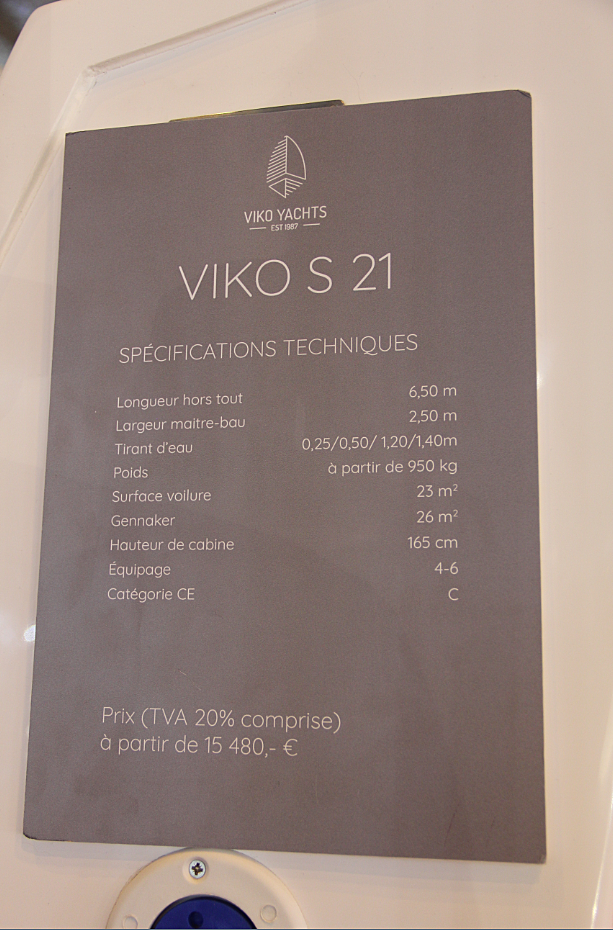 VIKO YACHTS
EST 1987
VIKO S 21
SPÉCIFICATIONS TECHNIQUES
Longueur hors tout 6,50 m
Largeur maitre-bau 2,50 m
Tirant d'eau 0,25/0,50/ 1,20/1,40m
Poids à partir de 950 kg
Surface voilure 23 m²
Gennaker 26 m²
Hauteur de cabine 165 cm
Équipage 4-6
Catégorie CE C
Prix (TVA 20% comprise)
à partir de 15 480,- €